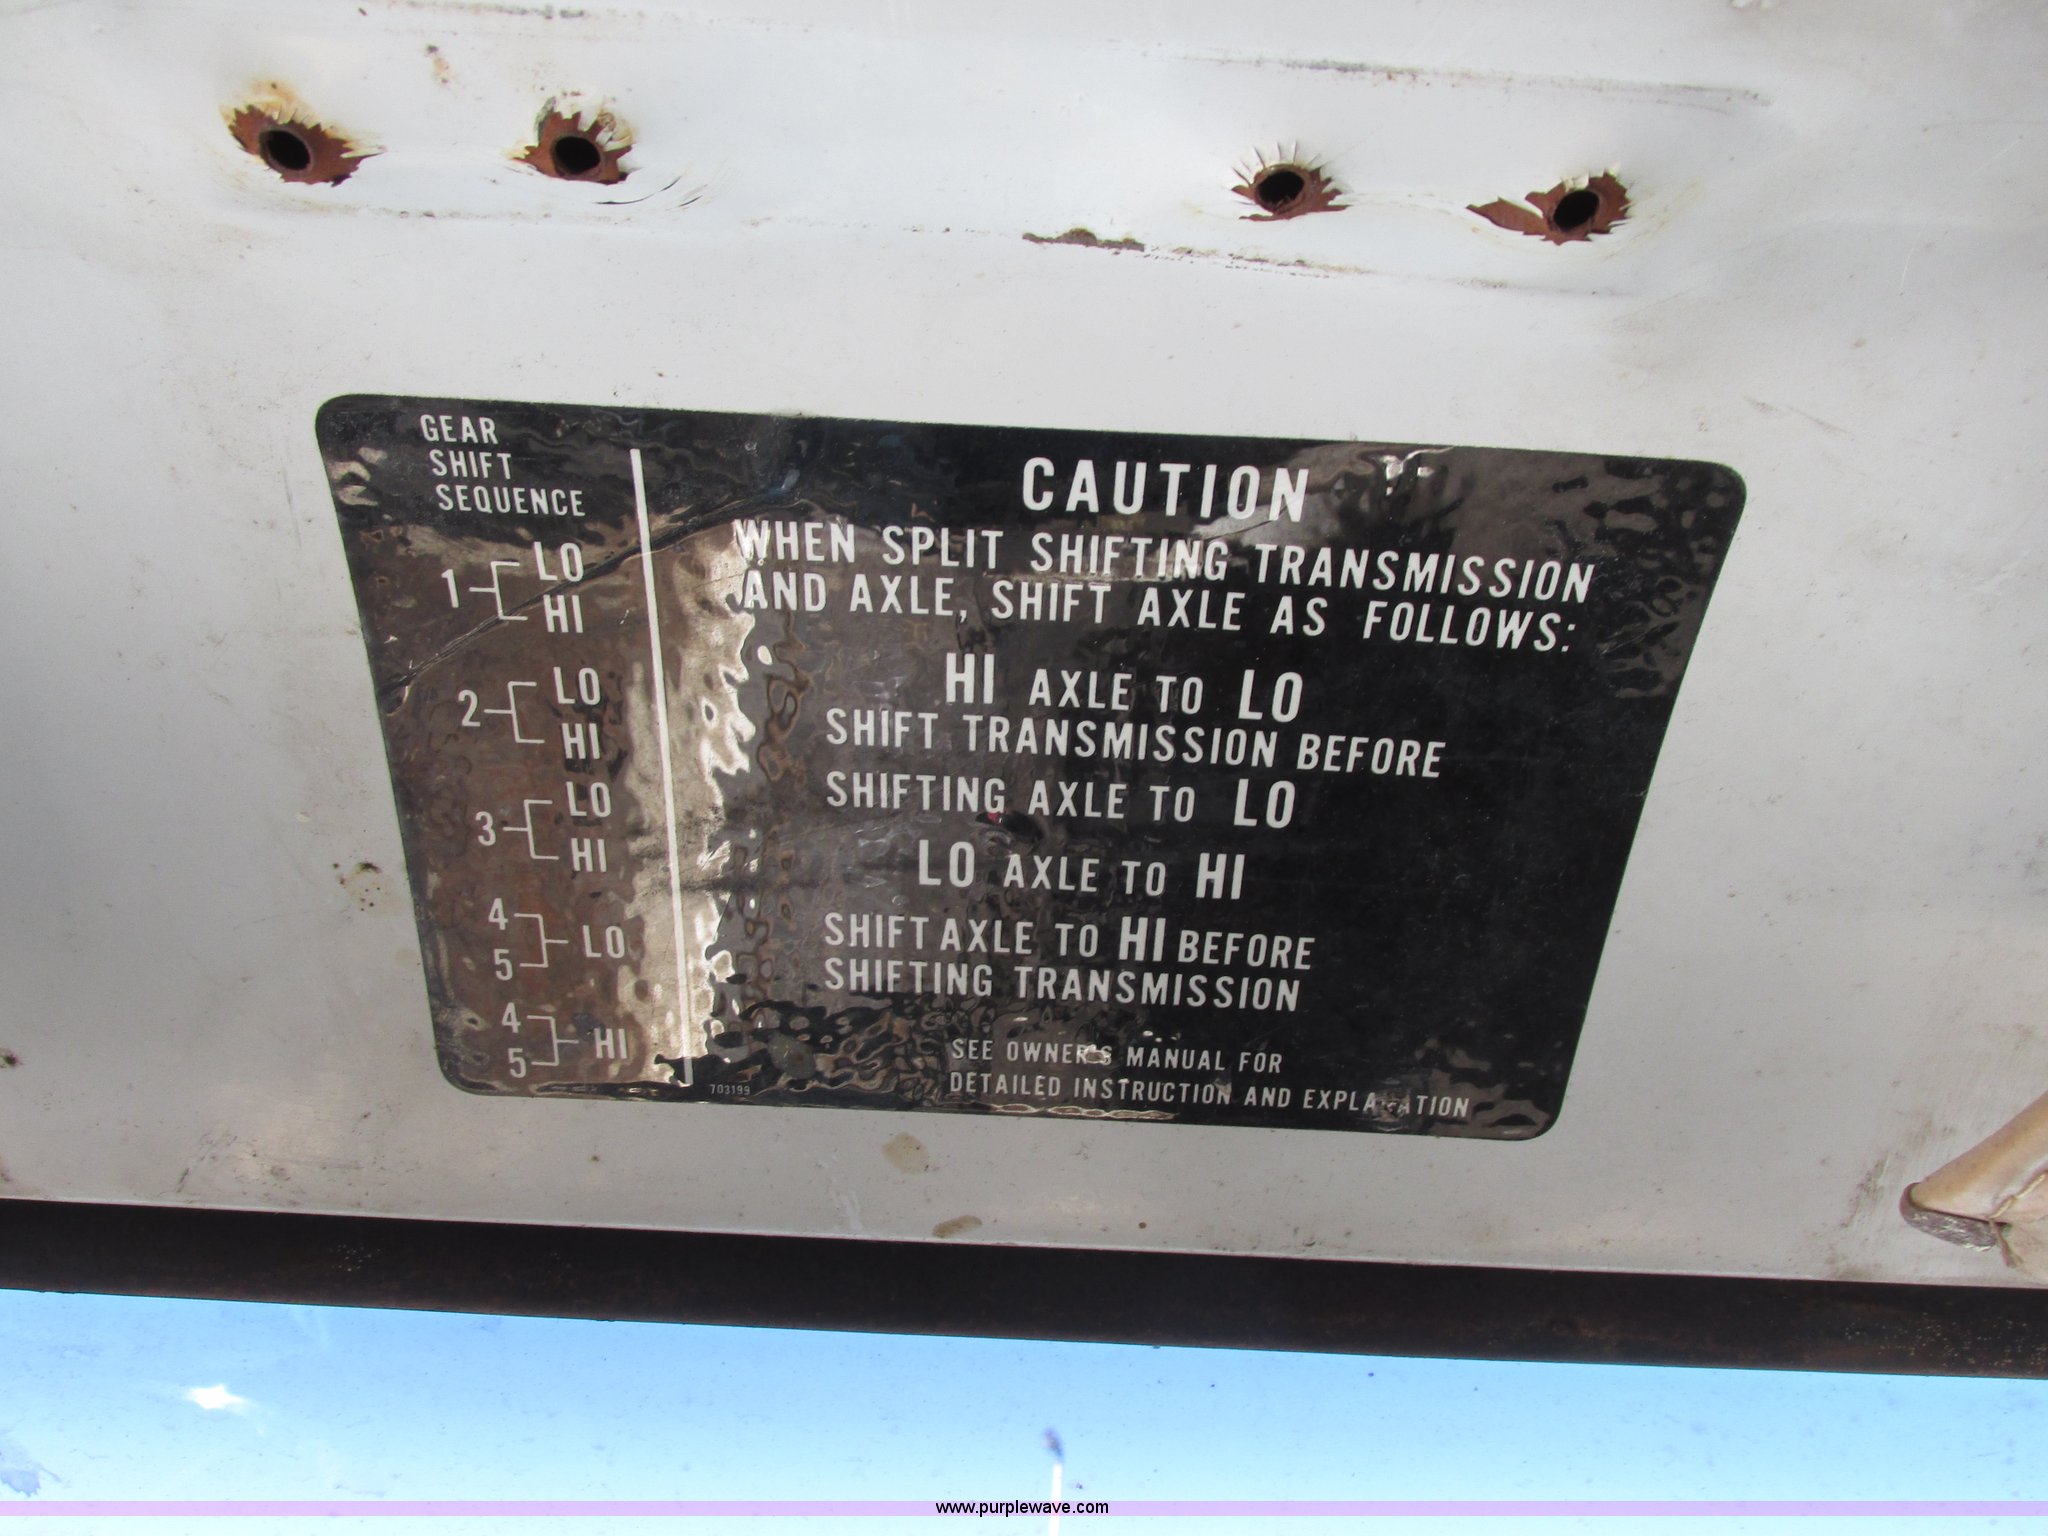 GEAR
SHIFT
SEQUENCE
1 LO
HI
2 LO
HI
3 LO
HI
4
5 LO
4
5 HI
CAUTION
WHEN SPLIT SHIFTING TRANSMISSION
AND AXLE, SHIFT AXLE AS FOLLOWS:
HI AXLE TO LO
SHIFT TRANSMISSION BEFORE
SHIFTING AXLE TO LO
LO AXLE TO HI
SHIFT AXLE TO HI BEFORE
SHIFTING TRANSMISSION
SEE OWNER'S MANUAL FOR
DETAILED INSTRUCTION AND EXPLANATION
703199
www.purplewave.com